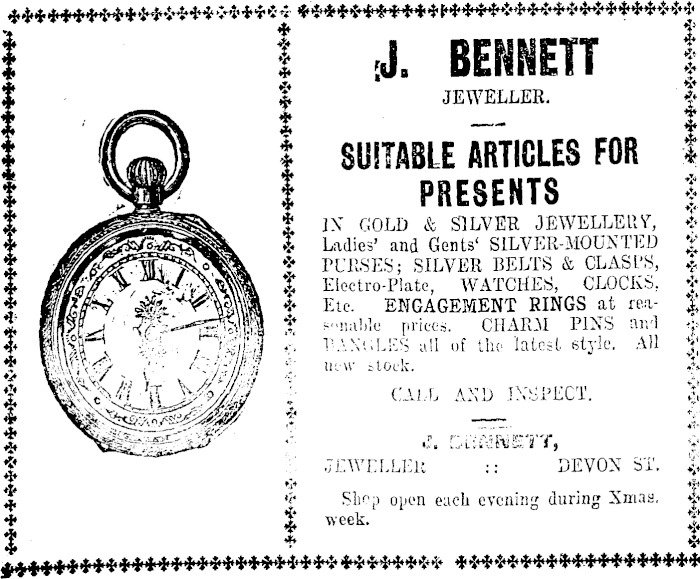 J. BENNETT
JEWELLER.
SUITABLE ARTICLES FOR
PRESENTS
IN GOLD & SILVER JEWELLERY,
Ladies' and Gents' SILVER-MOUNTED
PURSES; SILVER BELTS & CLASPS,
Electro-Plate, WATCHES, CLOCKS,
Etc. ENGAGEMENT RINGS at rea-
sonable prices. CHARM PINS and
BANGLES all of the latest style. All
new stock.
CALL AND INSPECT.
J. BENNETT,
JEWELLER :: DEVON ST.
Shop open each evening during Xmas.
week.